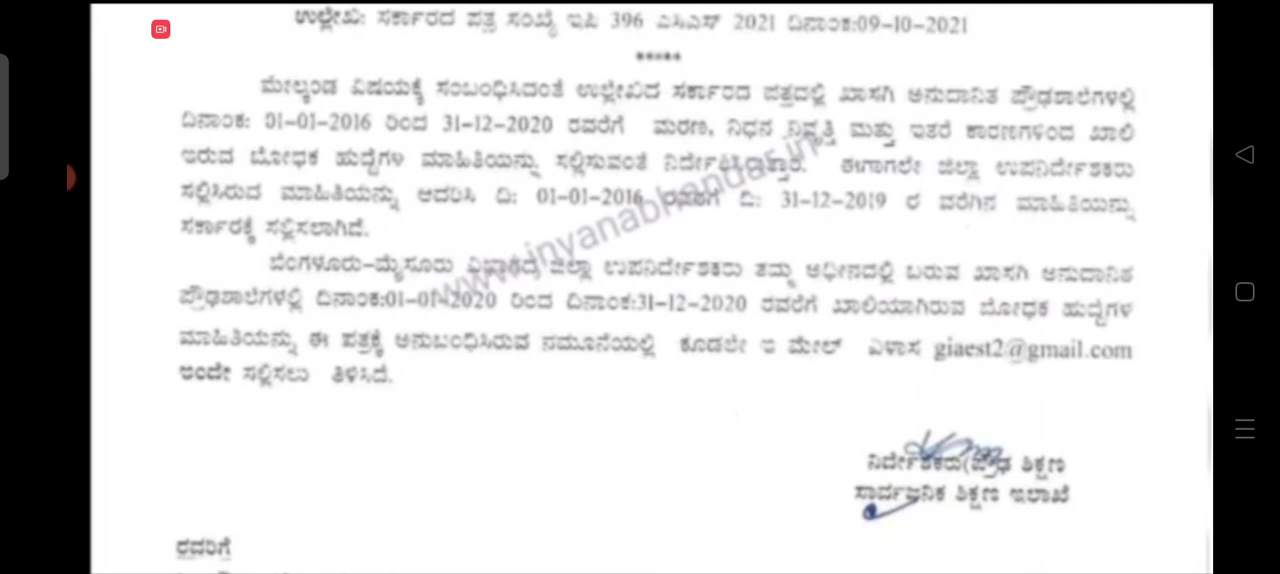 ಉಲ್ಲೇಖ: ಸರ್ಕಾರದ ಪತ್ರ ಸಂಖ್ಯೆ ಇಪಿ 396 ಎಸಿಎಸ್ 2021 ದಿನಾಂಕ:09-10-2021
*****
ಮೇಲ್ಕಂಡ ವಿಷಯಕ್ಕೆ ಸಂಬಂಧಿಸಿದಂತೆ ಉಲ್ಲೇಖಿದ ಸರ್ಕಾರದ ಪತ್ರದಲ್ಲಿ ಖಾಸಗಿ ಅನುದಾನಿತ ಪ್ರೌಢಶಾಲೆಗಳಲ್ಲಿ
ದಿನಾಂಕ: 01-01-2016 ರಿಂದ 31-12-2020 ರವರೆಗೆ ಮರಣ, ನಿಧನ ನಿವೃತ್ತಿ ಮತ್ತು ಇತರೆ ಕಾರಣಗಳಿಂದ ಖಾಲಿ
ಇರುವ ಬೋಧಕ ಹುದ್ದೆಗಳ ಮಾಹಿತಿಯನ್ನು ಸಲ್ಲಿಸುವಂತೆ ನಿರ್ದೇಶಿಸಿರುತ್ತಾರೆ. ಈಗಾಗಲೇ ಜಿಲ್ಲಾ ಉಪನಿರ್ದೇಶಕರು
ಸಲ್ಲಿಸಿರುವ ಮಾಹಿತಿಯನ್ನು ಆದರಿಸಿ ದಿ: 01-01-2016 ರವರೆಗೆ ದಿ: 31-12-2019 ರ ವರೆಗಿನ ಮಾಹಿತಿಯನ್ನು
ಸರ್ಕಾರಕ್ಕೆ ಸಲ್ಲಿಸಲಾಗಿದೆ.
ಬೆಂಗಳೂರು-ಮೈಸೂರು ವಿಭಾಗದ ಜಿಲ್ಲಾ ಉಪನಿರ್ದೇಶಕರು ತಮ್ಮ ಅಧೀನದಲ್ಲಿ ಬರುವ ಖಾಸಗಿ ಅನುದಾನಿತ
ಪ್ರೌಢಶಾಲೆಗಳಲ್ಲಿ ದಿನಾಂಕ:01-01-2020 ರಿಂದ ದಿನಾಂಕ:31-12-2020 ರವರೆಗೆ ಖಾಲಿಯಾಗಿರುವ ಬೋಧಕ ಹುದ್ದೆಗಳ
ಮಾಹಿತಿಯನ್ನು ಈ ಪತ್ರಕ್ಕೆ ಅನುಬಂಧಿಸಿರುವ ನಮೂನೆಯಲ್ಲಿ ಕೂಡಲೇ ಇ ಮೇಲ್ ವಿಳಾಸ giaest2@gmail.com
ಇಂದೇ ಸಲ್ಲಿಸಲು ತಿಳಿಸಿದೆ.
www.jnyanabhandar.in
ನಿರ್ದೇಶಕರು(ಪ್ರೌಢ ಶಿಕ್ಷಣ
ಸಾರ್ವಜನಿಕ ಶಿಕ್ಷಣ ಇಲಾಖೆ
ರವರಿಗೆ